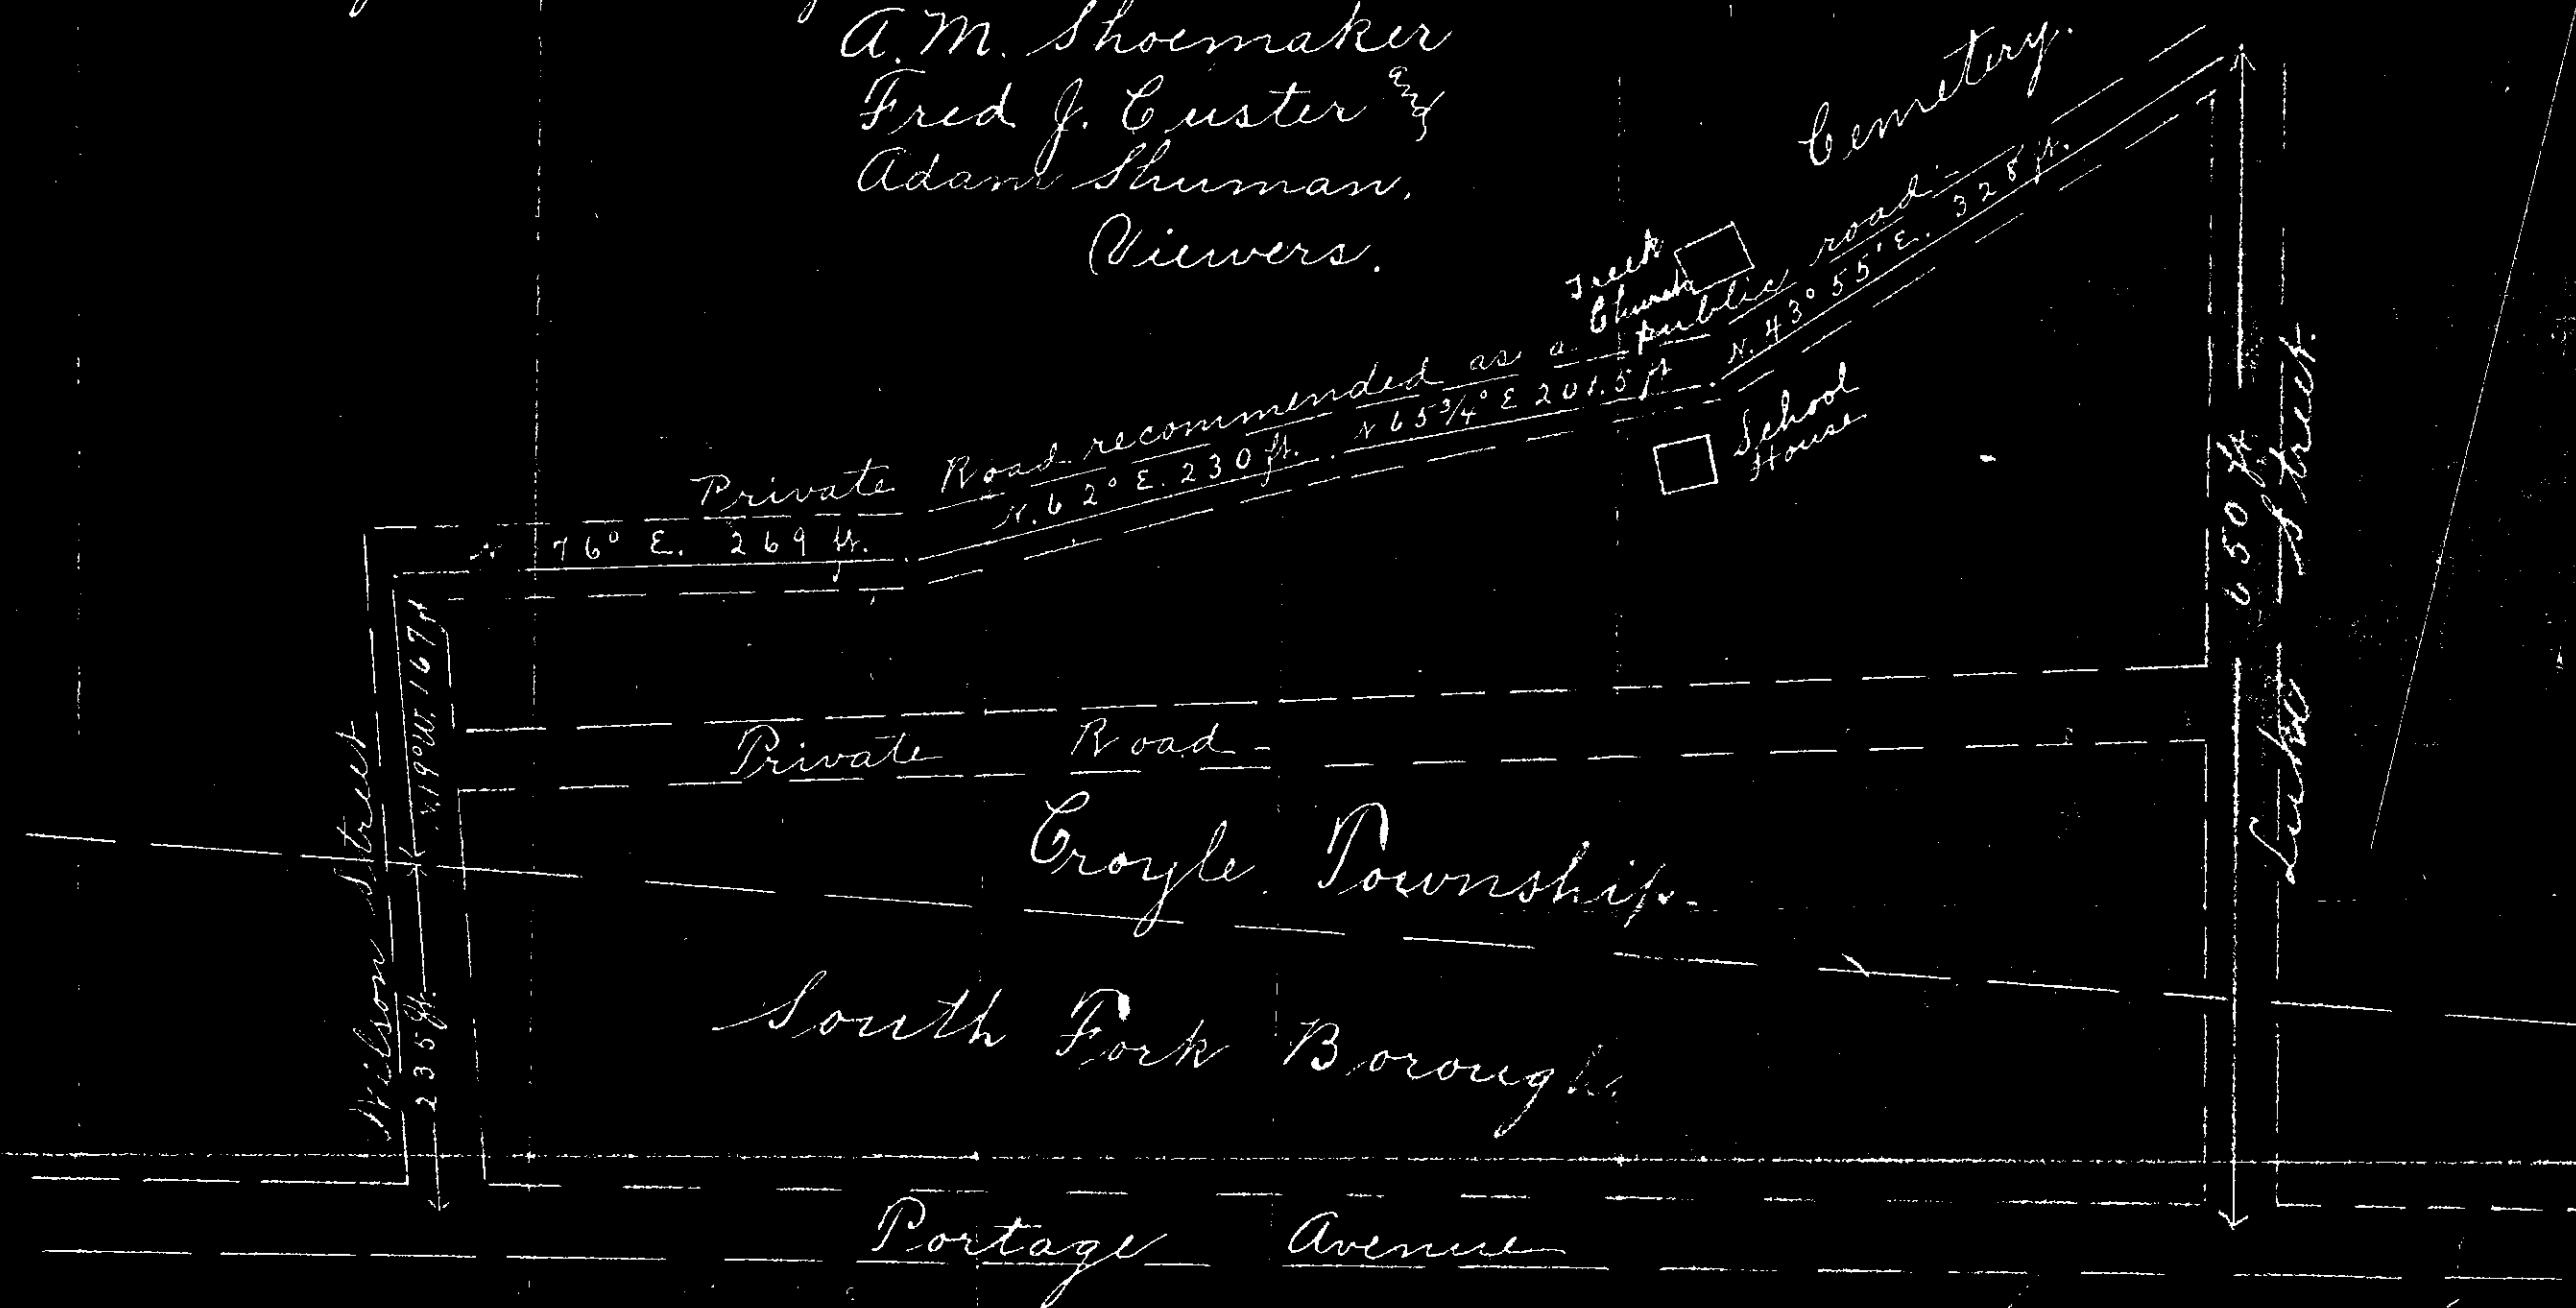 A. M. Shoemaker
Fred J. Custer Eng
Adam Shuman,
Viewers.
Cemetery.
Church
Private Road recommended as a public road
N 76° E. 269 ft.
N. 62° E. 230 ft.
N 65 3/4° E 201.5 ft
N. 43° 55' E. 328 ft.
School
House
N. 19° W. 167 ft
235 ft.
Street
650 ft
Street.
Private Road
Croyle Township
South Fork Borough.
Portage Avenue